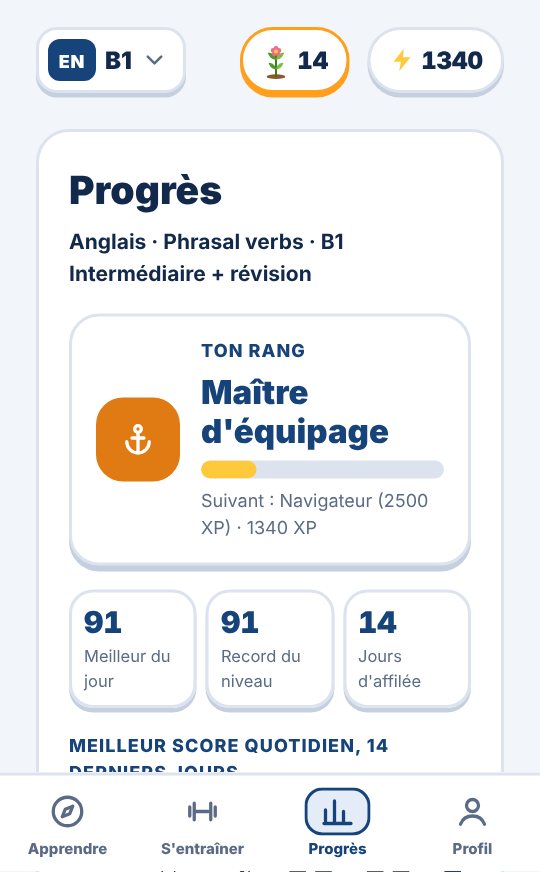 EN B1 14 1340
Progrès
Anglais · Phrasal verbs · B1
Intermédiaire + révision
TON RANG
Maître
d'équipage
Suivant : Navigateur (2500
XP) · 1340 XP
91 91 14
Meilleur du Record du Jours
jour niveau d'affilée
MEILLEUR SCORE QUOTIDIEN, 14
DERNIERS JOURS
Apprendre S'entraîner Progrès Profil